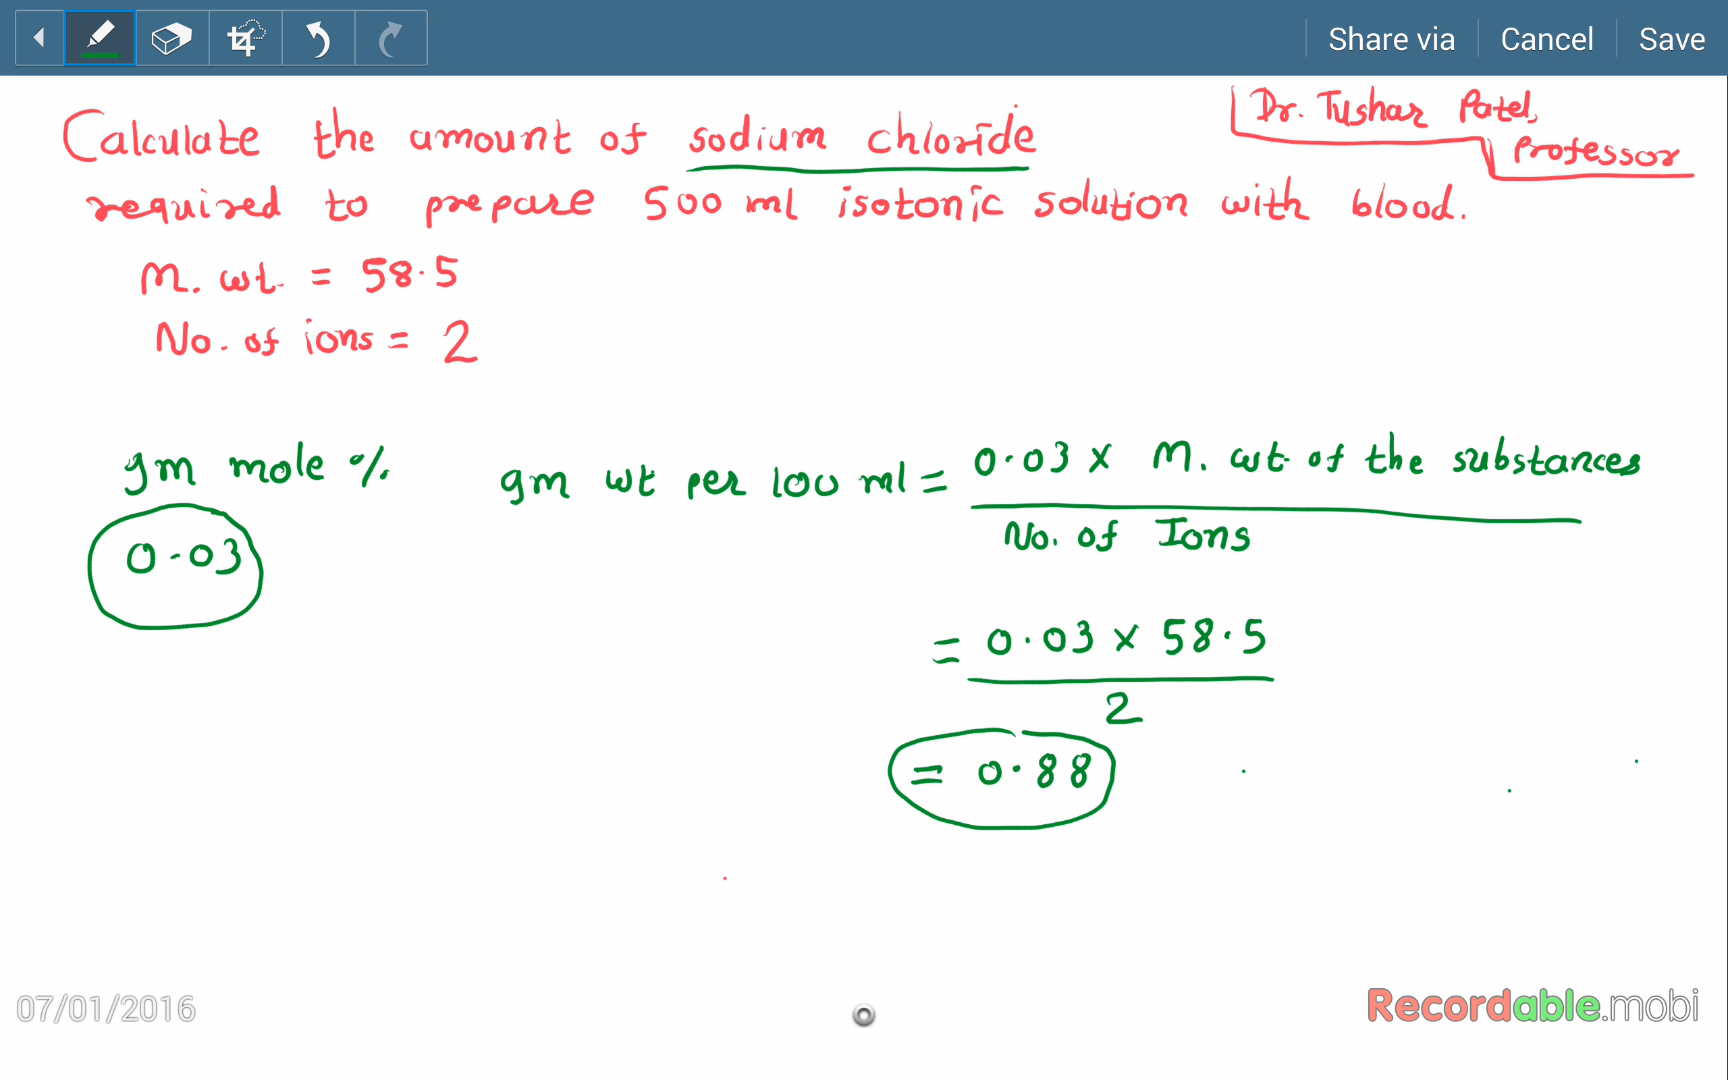 Share via Cancel Save
Dr. Tushar Patel,
Professor
Calculate the amount of sodium chloride
required to prepare 500 ml isotonic solution with blood.
M. wt. = 58.5
No. of ions = 2
gm mole %
0.03
gm wt per 100 ml = 0.03 x M. wt. of the substances
No. of Ions
= 0.03 x 58.5
2
= 0.88
07/01/2016
Recordable.mobi